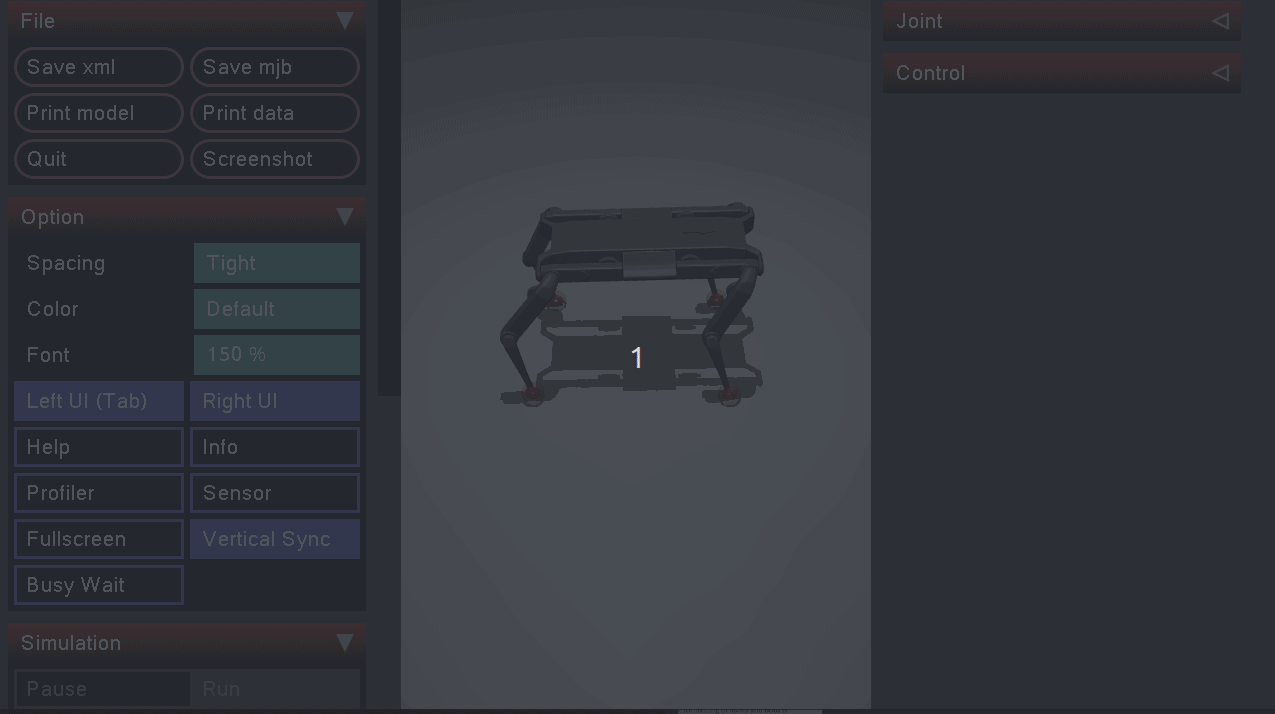 File
Save xml
Save mjb
Print model
Print data
Quit
Screenshot
Option
Spacing
Tight
Color
Default
Font
150 %
Left UI (Tab)
Right UI
Help
Info
Profiler
Sensor
Fullscreen
Vertical Sync
Busy Wait
Simulation
Pause
Run
1
Joint
Control